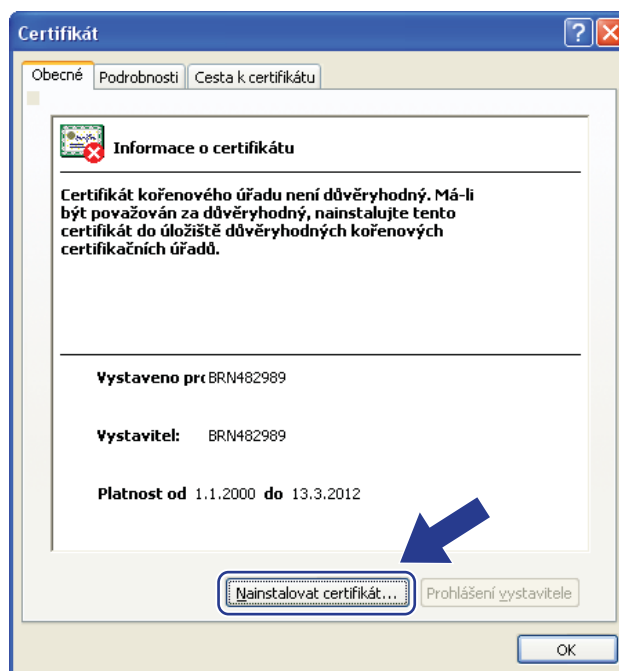 Certifikát
Obecné Podrobnosti Cesta k certifikátu
Informace o certifikátu
Certifikát kořenového úřadu není důvěryhodný. Má-li
být považován za důvěryhodný, nainstalujte tento
certifikát do úložiště důvěryhodných kořenových
certifikačních úřadů.
Vystaveno pro BRN482989
Vystavitel: BRN482989
Platnost od 1.1.2000 do 13.3.2012
Nainstalovat certifikát... Prohlášení vystavitele
OK